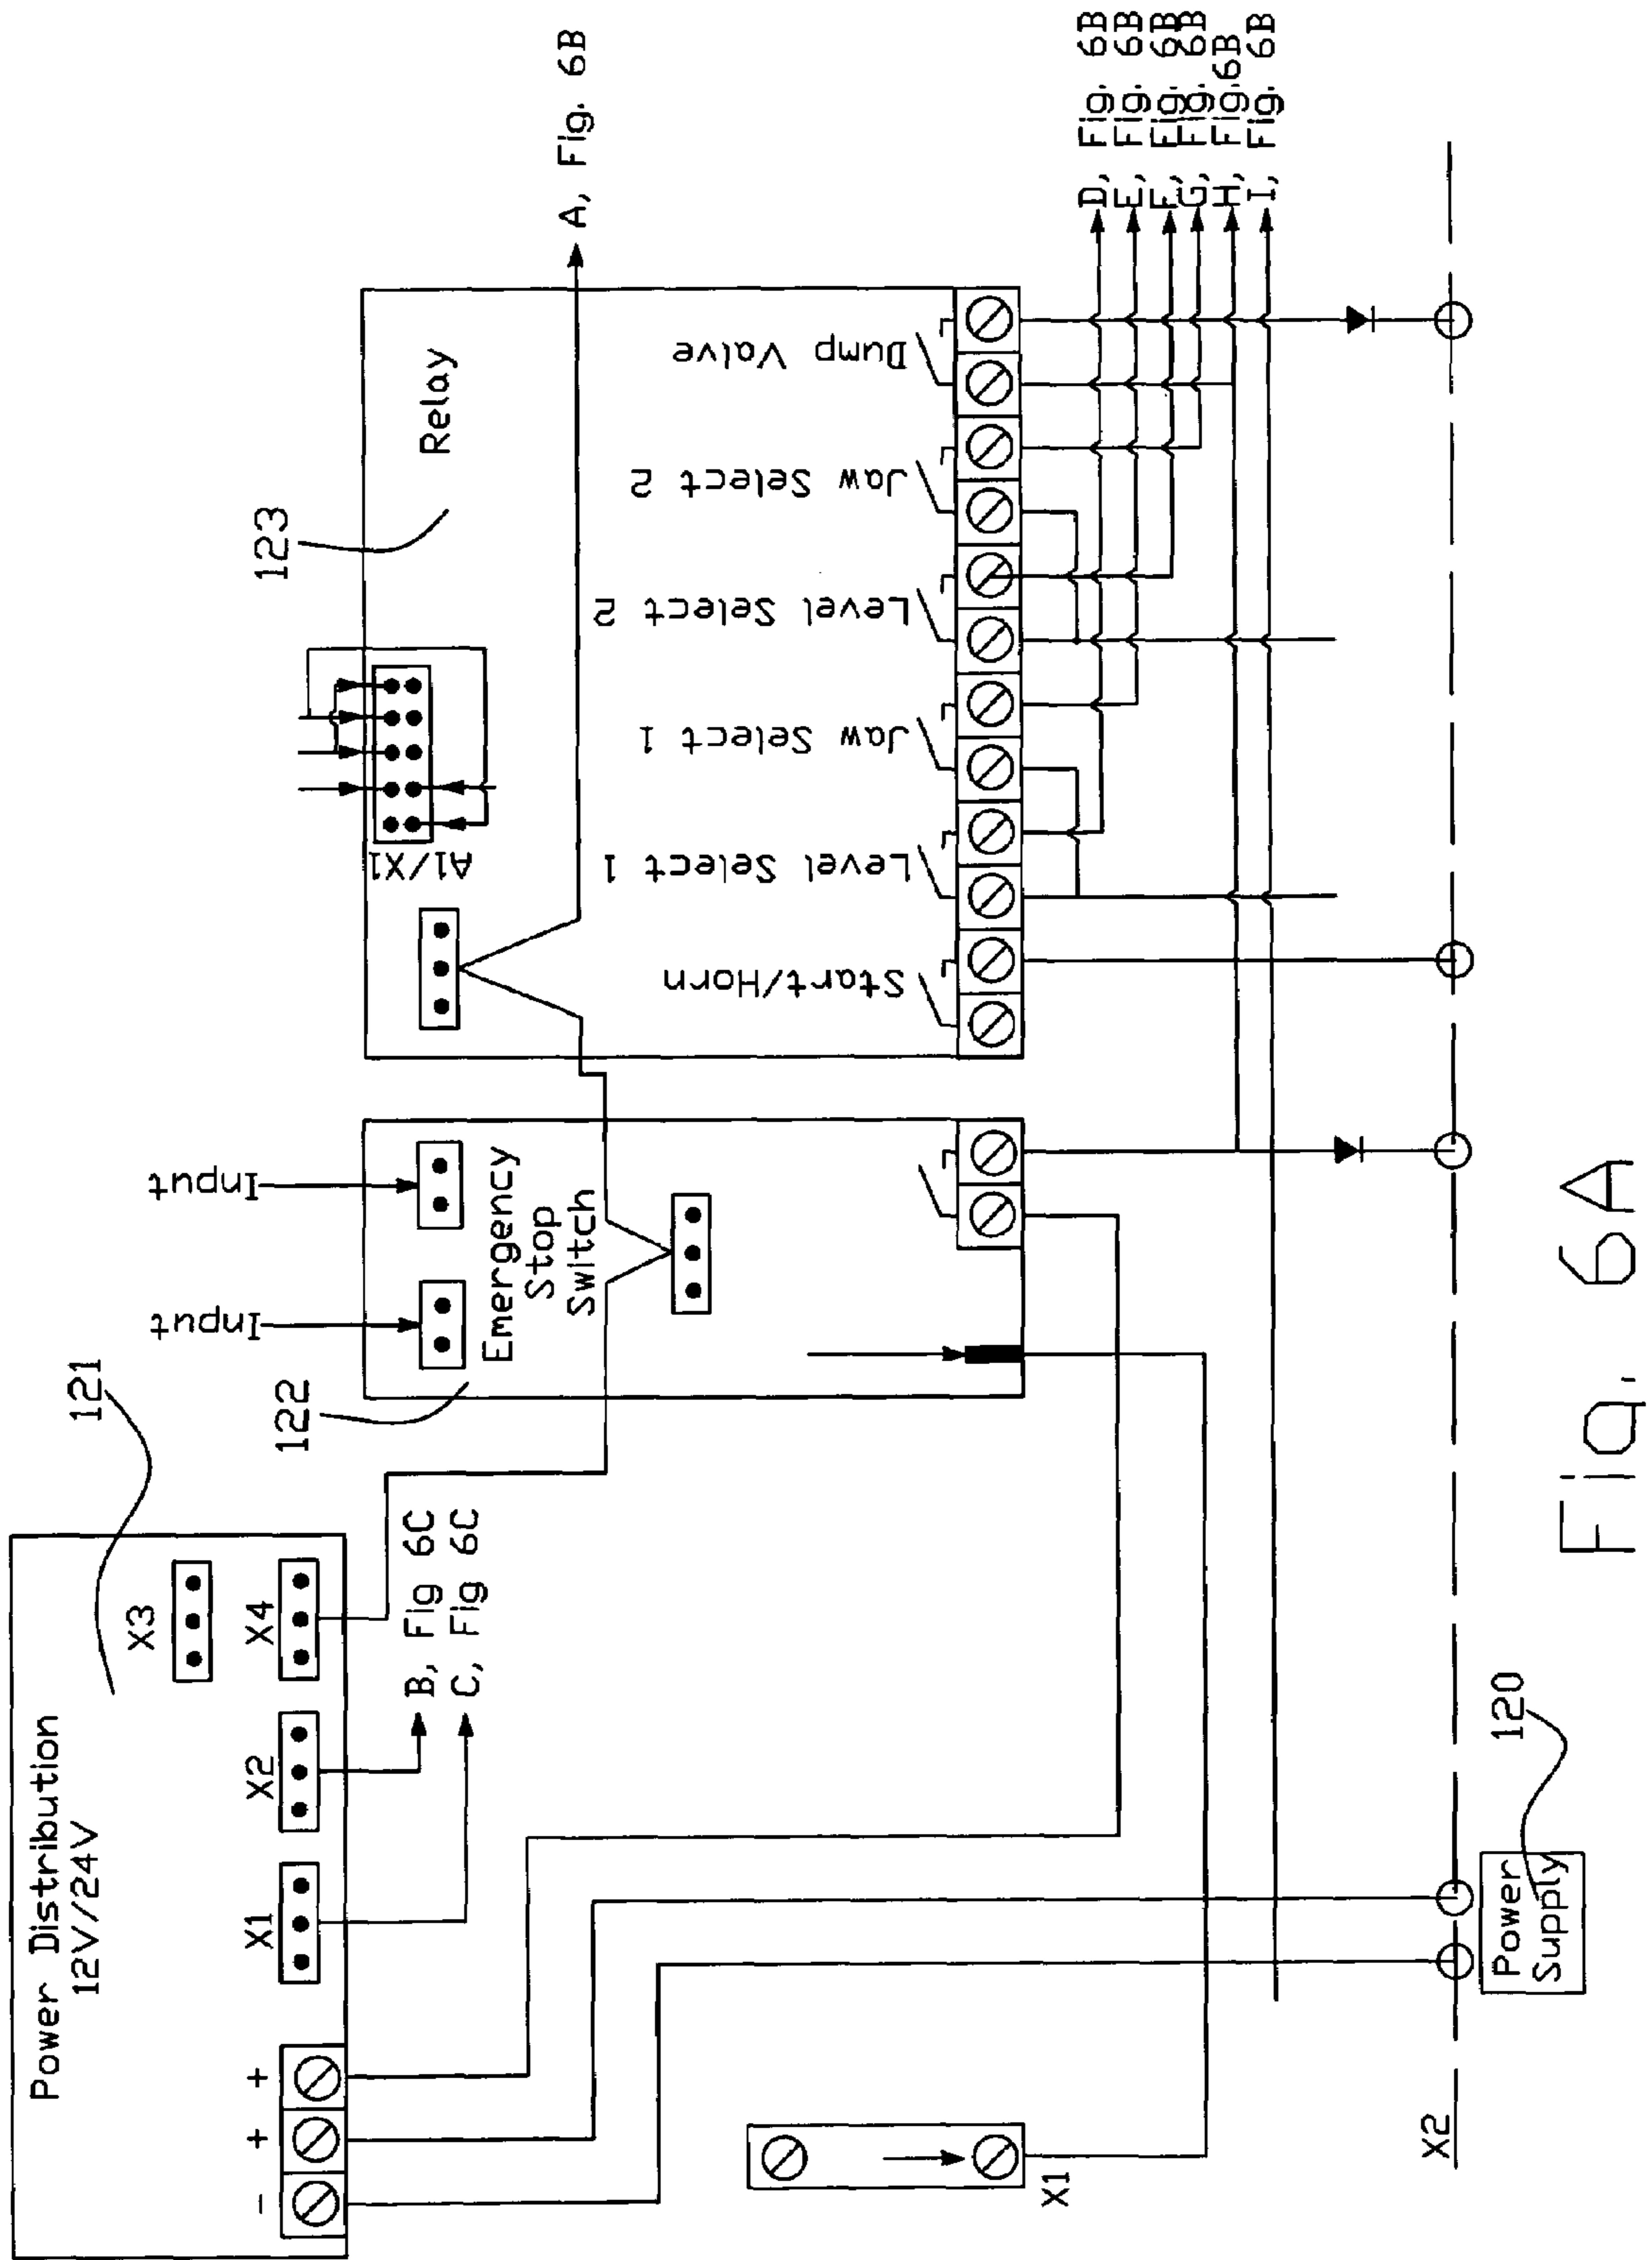 Power Distribution
12V/24V
121
-
+
+
X1
X2
X3
X4
B, Fig 6C
C, Fig 6C
122
Input
Input
Emergency
Stop
Switch
123
Relay
A1/X1
A, Fig. 6B
Start/Horn
Level Select 1
Jaw Select 1
Level Select 2
Jaw Select 2
Dump Valve
D, Fig. 6B
E, Fig. 6B
F, Fig. 6B
G, Fig. 6B
H, Fig.6B
I, Fig. 6B
X1
X2
Power
Supply
120
Fig. 6A